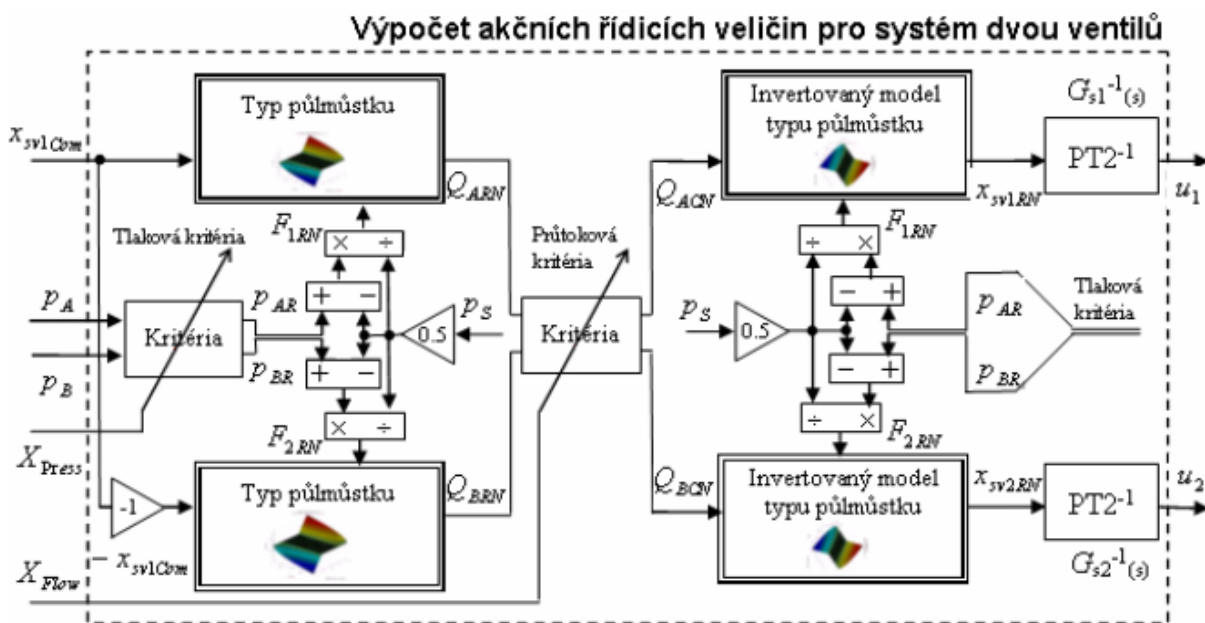 Výpočet akčních řídicích veličin pro systém dvou ventilů
x_sv1Com
Typ půlmůstku
Q_ARN
F_1RN
× ÷
Tlaková kritéria
p_A
p_B
Kritéria
p_AR
+ −
0.5
p_S
p_BR
+ −
× ÷
F_2RN
X_Press
-1
Typ půlmůstku
Q_BRN
− x_sv1Com
X_Flow
Průtoková
kritéria
Kritéria
Q_ACN
Invertovaný model
typu půlmůstku
x_sv1RN
G_s1^-1(s)
PT2^-1
u_1
F_1RN
÷ ×
− +
p_S
0.5
p_AR
p_BR
Tlaková
kritéria
− +
÷ ×
F_2RN
Q_BCN
Invertovaný model
typu půlmůstku
x_sv2RN
PT2^-1
u_2
G_s2^-1(s)